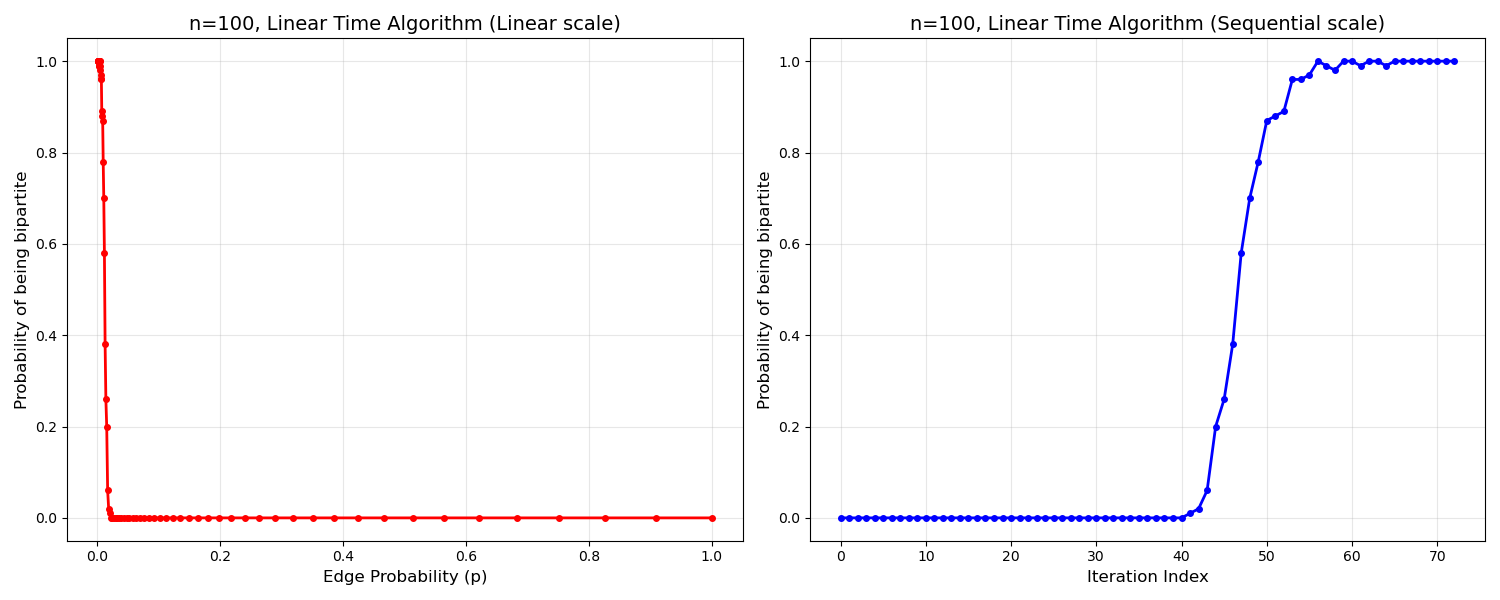 n=100, Linear Time Algorithm (Linear scale)
Probability of being bipartite
1.0
0.8
0.6
0.4
0.2
0.0
0.0 0.2 0.4 0.6 0.8 1.0
Edge Probability (p)
n=100, Linear Time Algorithm (Sequential scale)
Probability of being bipartite
1.0
0.8
0.6
0.4
0.2
0.0
0 10 20 30 40 50 60 70
Iteration Index